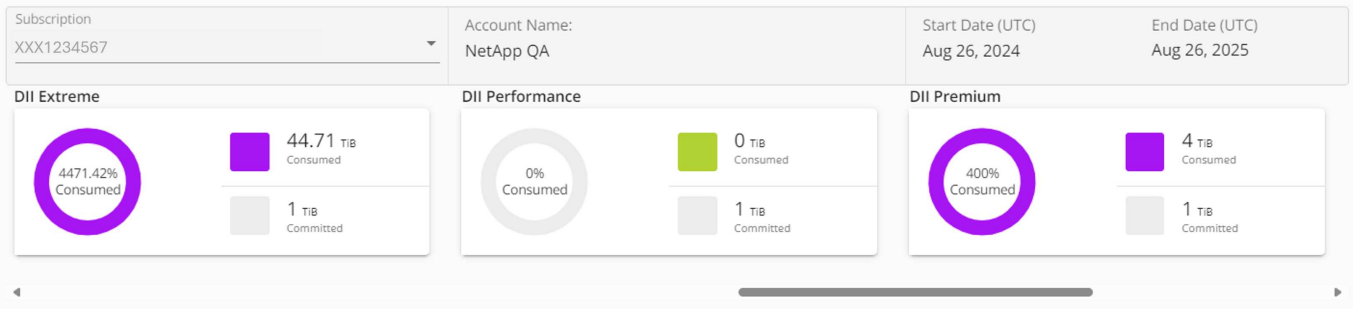 Subscription
XXX1234567
Account Name:
NetApp QA
Start Date (UTC)
Aug 26, 2024
End Date (UTC)
Aug 26, 2025
DII Extreme
4471.42%
Consumed
44.71 TiB
Consumed
1 TiB
Committed
DII Performance
0%
Consumed
0 TiB
Consumed
1 TiB
Committed
DII Premium
400%
Consumed
4 TiB
Consumed
1 TiB
Committed